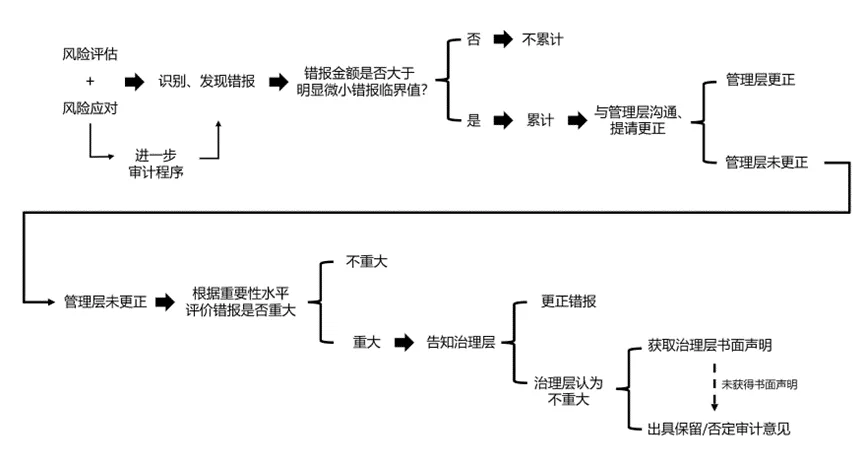 风险评估
+
风险应对
进一步
审计程序
识别、发现错报
错报金额是否大于
明显微小错报临界值?
否
不累计
是
累计
与管理层沟通、
提请更正
管理层更正
管理层未更正
管理层未更正
根据重要性水平
评价错报是否重大
不重大
重大
告知治理层
更正错报
治理层认为
不重大
获取治理层书面声明
未获得书面声明
出具保留/否定审计意见